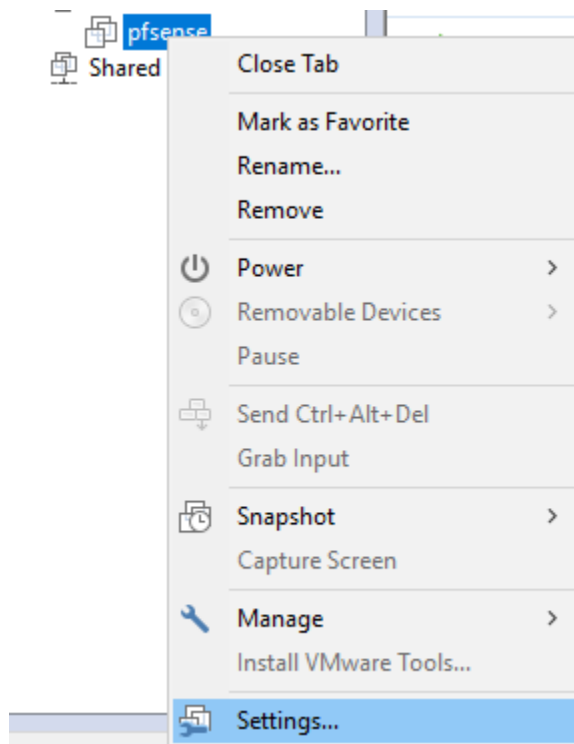 pfsense
Shared
Close Tab
Mark as Favorite
Rename...
Remove
Power
Removable Devices
Pause
Send Ctrl+Alt+Del
Grab Input
Snapshot
Capture Screen
Manage
Install VMware Tools...
Settings...